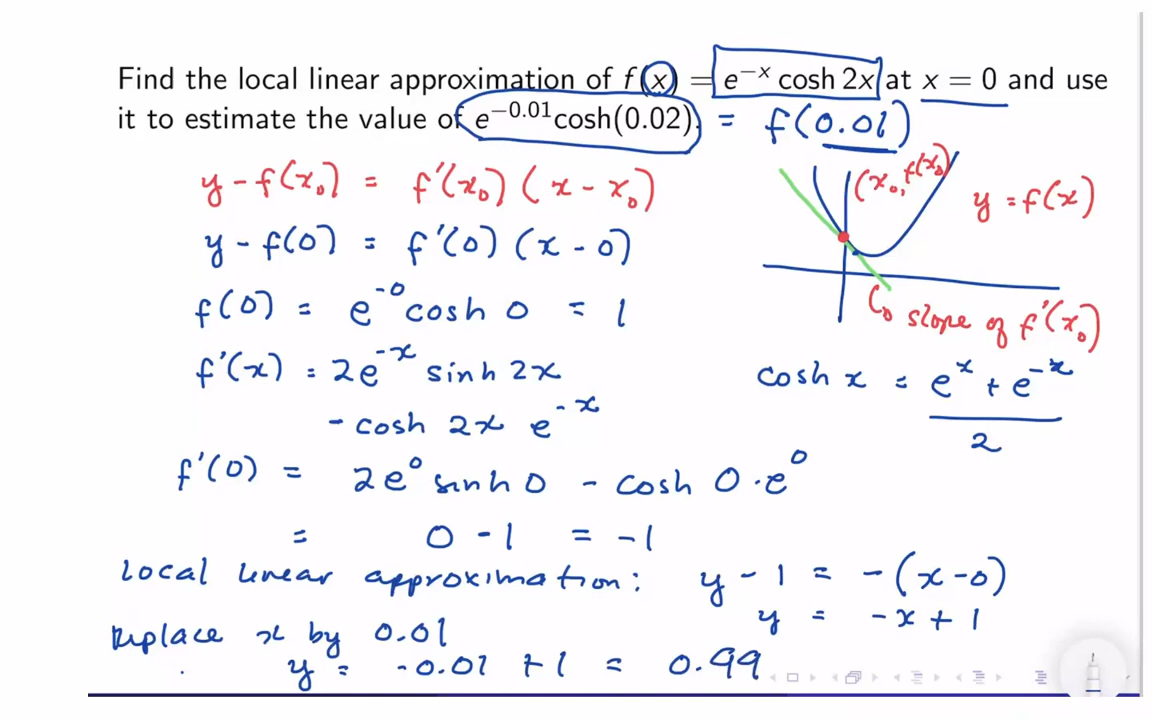 Find the local linear approximation of f(x) = e^{-x} cosh 2x at x = 0 and use
it to estimate the value of e^{-0.01} cosh(0.02). = f(0.01)
y - f(x₀) = f'(x₀) (x - x₀)
(x₀, f(x₀))
y = f(x)
y - f(0) = f'(0) (x - 0)
f(0) = e^{-0} cosh 0 = 1
slope of f'(x₀)
f'(x) = 2e^{-x} sinh 2x
- cosh 2x e^{-x}
cosh x = \frac{e^{x} + e^{-x}}{2}
f'(0) = 2e^{0} sinh 0 - cosh 0 · e^{0}
= 0 - 1 = -1
Local linear approximation: y - 1 = -(x - 0)
y = -x + 1
Replace x by 0.01
y = -0.01 + 1 = 0.99